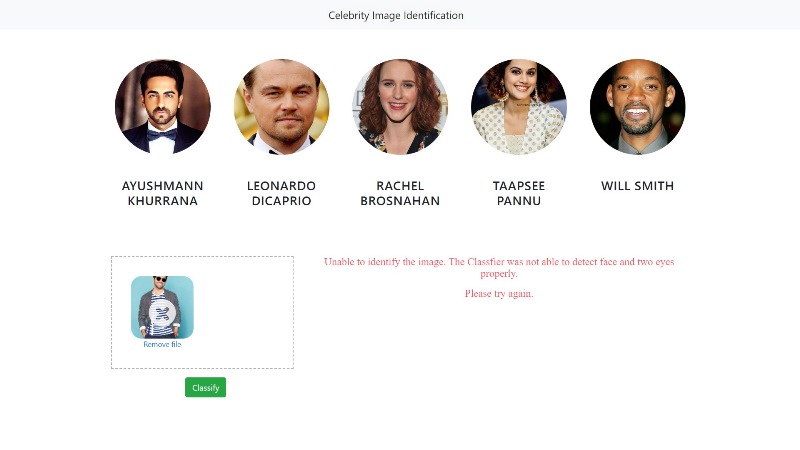 Celebrity Image Identification
AYUSHMANN
KHURRANA
LEONARDO
DICAPRIO
RACHEL
BROSNAHAN
TAAPSEE
PANNU
WILL SMITH
Unable to identify the image. The Classfier was not able to detect face and two eyes
properly.
Please try again.
Remove file
Classify